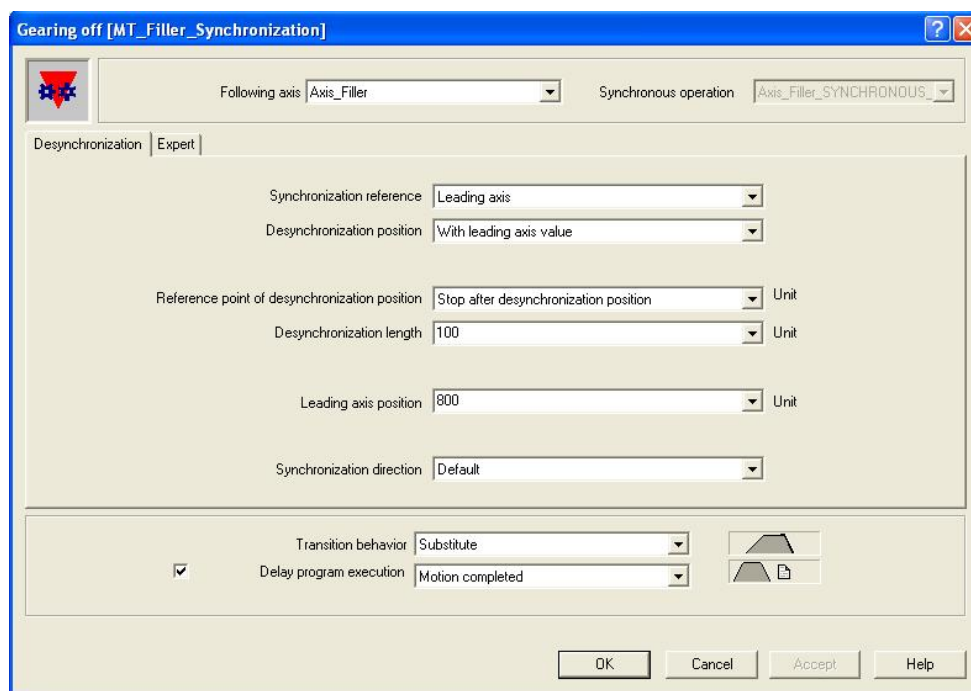 Gearing off [MT_Filler_Synchronization]
Following axis Axis_Filler Synchronous operation Axis_Filler_SYNCHRONOUS_
Desynchronization Expert
Synchronization reference Leading axis
Desynchronization position With leading axis value
Reference point of desynchronization position Stop after desynchronization position Unit
Desynchronization length 100 Unit
Leading axis position 800 Unit
Synchronization direction Default
Transition behavior Substitute
Delay program execution Motion completed
OK Cancel Accept Help